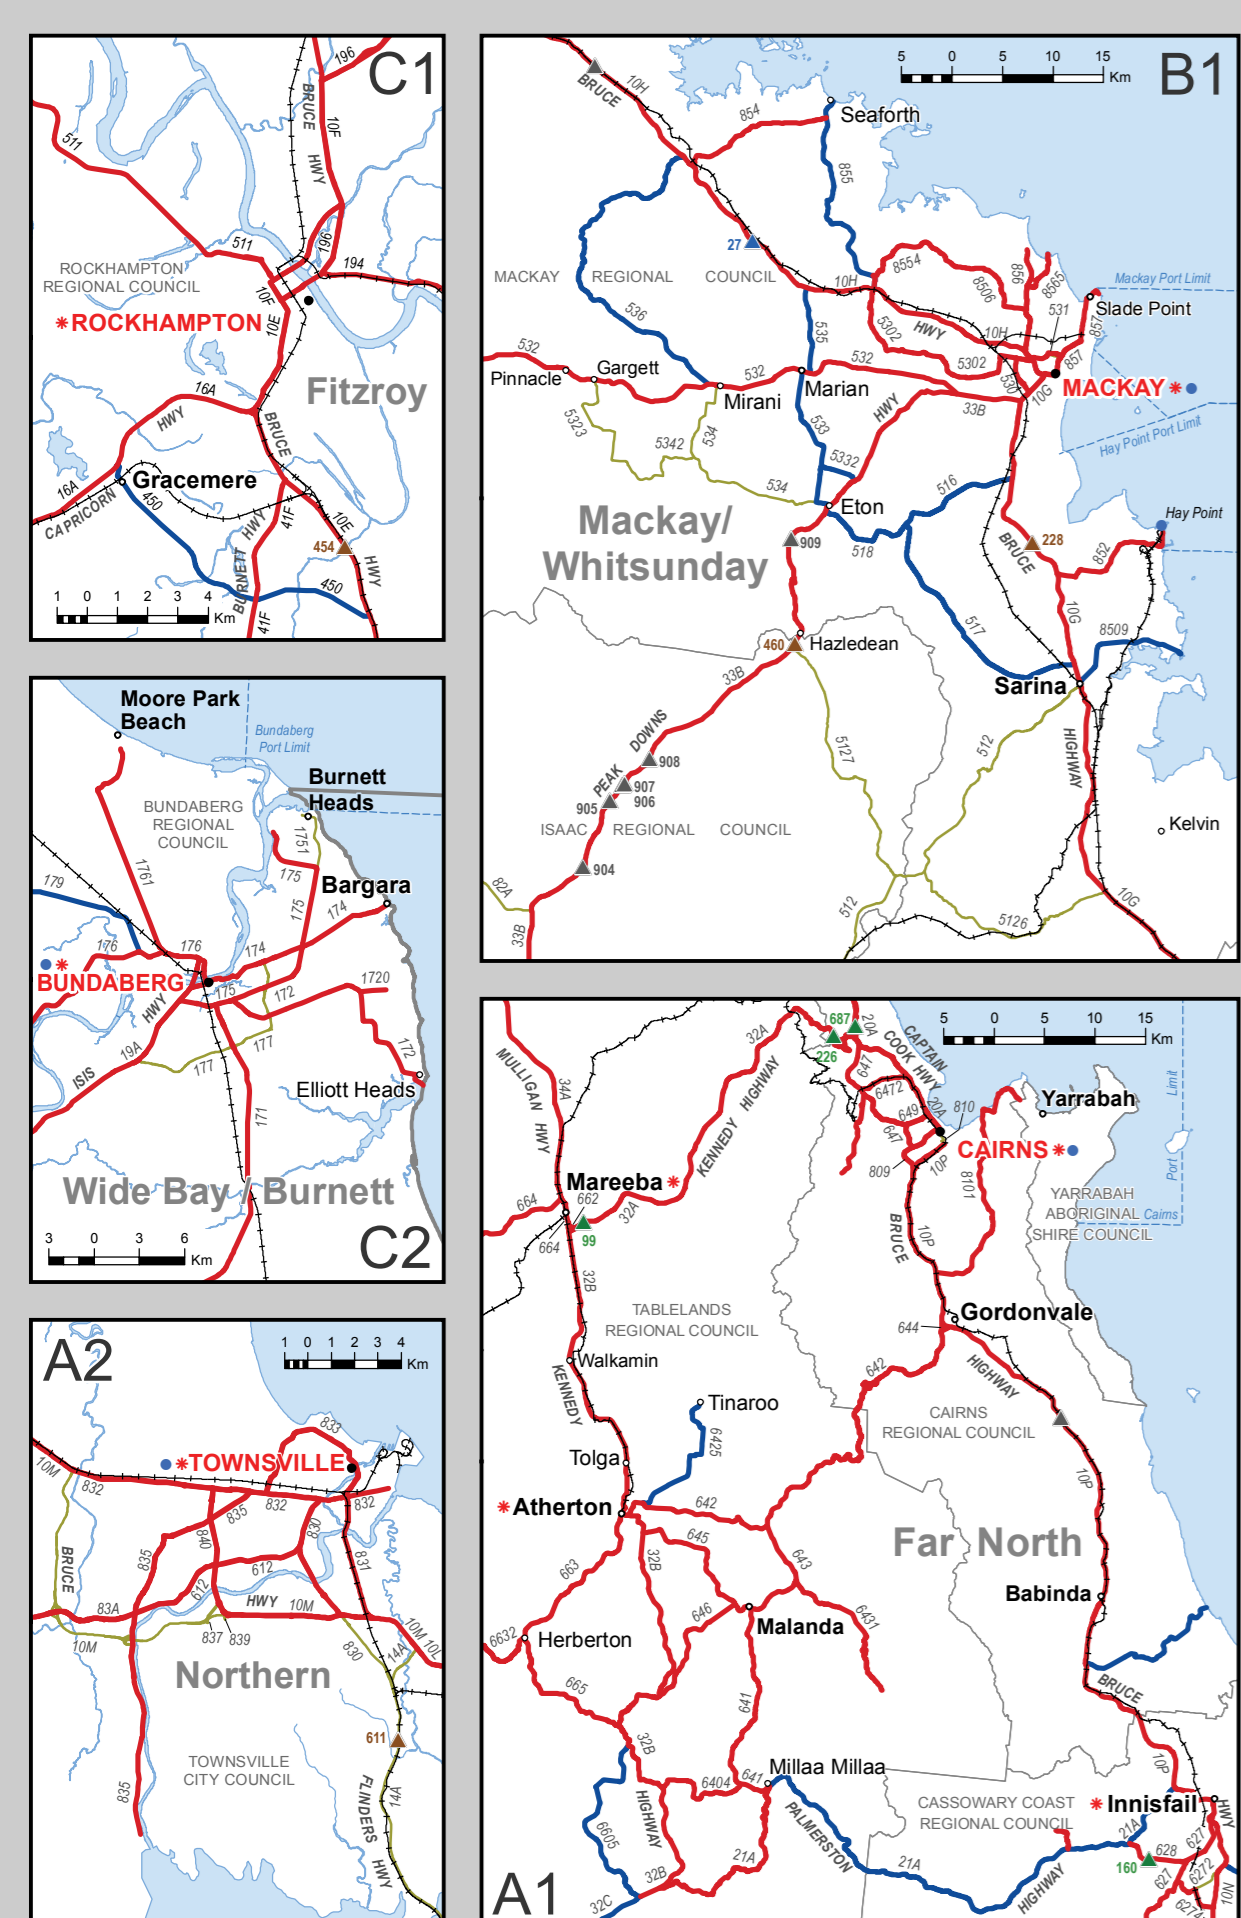 C1
196
BRUCE
HWY
10F
511
511
196
194
ROCKHAMPTON
REGIONAL COUNCIL
ROCKHAMPTON
10F
10E
Fitzroy
16A
HWY
BRUCE
Gracemere
16A
CAPRICORN
450
41F
10E
HWY
454
BURNETT
HWY
450
41F
1 0 1 2 3 4 Km
B1
5 0 5 10 15 Km
BRUCE
10H
854
Seaforth
855
27
MACKAY REGIONAL COUNCIL
10H
8554
8506
856
8565
Mackay Port Limit
531
Slade Point
857
536
535
5302
HWY
10H
532
532
532
5302
530
857
Pinnacle
Gargett
Mirani
Marian
MACKAY
10G
33B
HWY
5323
5342
534
533
5332
534
516
Hay Point Port Limit
Eton
Hay Point
Mackay/
Whitsunday
909
518
BRUCE
228
852
10G
517
8509
460
Hazledean
33B
Sarina
DOWNS
PEAK
908
907
906
905
904
5127
512
HIGHWAY
Kelvin
ISAAC REGIONAL COUNCIL
82A
33B
512
5126
10G
Moore Park
Beach
Bundaberg
Port Limit
Burnett
Heads
BUNDABERG
REGIONAL
COUNCIL
1751
175
1761
179
Bargara
175
174
176
176
174
BUNDABERG
175
172
1720
HWY
19A
ISIS
177
177
172
Elliott Heads
171
Wide Bay / Burnett
C2
3 0 3 6 Km
A2
1 0 1 2 3 4 Km
833
TOWNSVILLE
10M
832
832
832
835
840
830
831
835
BRUCE
612
612
83A
HWY
10M
10M
10L
10M
837
839
830
14A
Northern
611
TOWNSVILLE
CITY COUNCIL
835
14A
FLINDERS
HWY
687
20A
226
CAPTAIN
COOK HWY
5 0 5 10 15 Km
32A
MULLIGAN
HWY
34A
KENNEDY HIGHWAY
647
6472
649
20A
810
647
Yarrabah
CAIRNS
809
10P
8101
Port Limit
Mareeba
662
664
32A
664
99
BRUCE
10P
YARRABAH
ABORIGINAL
SHIRE COUNCIL
Cairns
32B
TABLELANDS
REGIONAL COUNCIL
Gordonvale
644
Walkamin
KENNEDY
642
HIGHWAY
Tinaroo
6425
CAIRNS
REGIONAL COUNCIL
Tolga
10P
Atherton
642
645
Far North
32B
643
663
646
6431
Babinda
Malanda
6632
Herberton
665
641
BRUCE
32B
10P
Millaa Millaa
6404
641
HIGHWAY
PALMERSTON
CASSOWARY COAST
REGIONAL COUNCIL
Innisfail
HWY
6605
21A
21A
21A
HIGHWAY
160
628
627
627
6272
6274
10N
32B
32C
A1